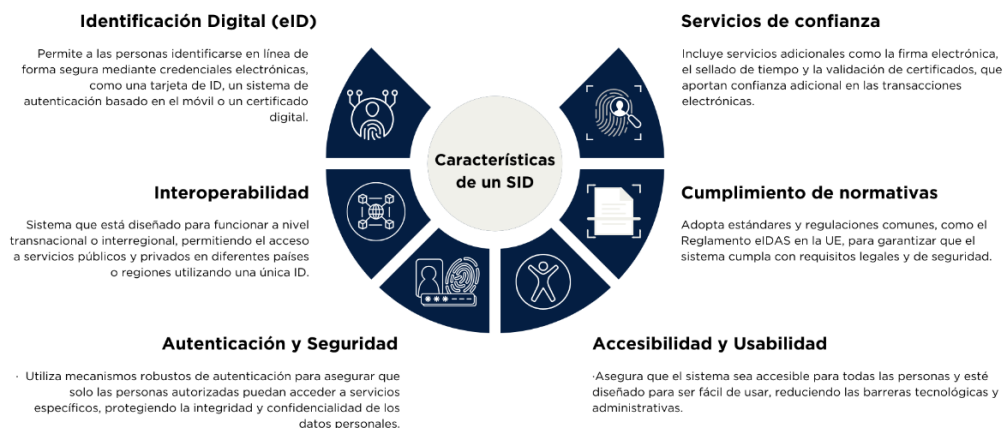 Identificación Digital (eID)
Permite a las personas identificarse en línea de
forma segura mediante credenciales electrónicas,
como una tarjeta de ID, un sistema de
autenticación basado en el móvil o un certificado
digital.
Interoperabilidad
Sistema que está diseñado para funcionar a nivel
transnacional o interregional, permitiendo el acceso
a servicios públicos y privados en diferentes países
o regiones utilizando una única ID.
Autenticación y Seguridad
· Utiliza mecanismos robustos de autenticación para asegurar que
solo las personas autorizadas puedan acceder a servicios
específicos, protegiendo la integridad y confidencialidad de los
datos personales.
Características
de un SID
Servicios de confianza
Incluye servicios adicionales como la firma electrónica,
el sellado de tiempo y la validación de certificados, que
aportan confianza adicional en las transacciones
electrónicas.
Cumplimiento de normativas
Adopta estándares y regulaciones comunes, como el
Reglamento eIDAS en la UE, para garantizar que el
sistema cumpla con requisitos legales y de seguridad.
Accesibilidad y Usabilidad
·Asegura que el sistema sea accesible para todas las personas y esté
diseñado para ser fácil de usar, reduciendo las barreras tecnológicas y
administrativas.